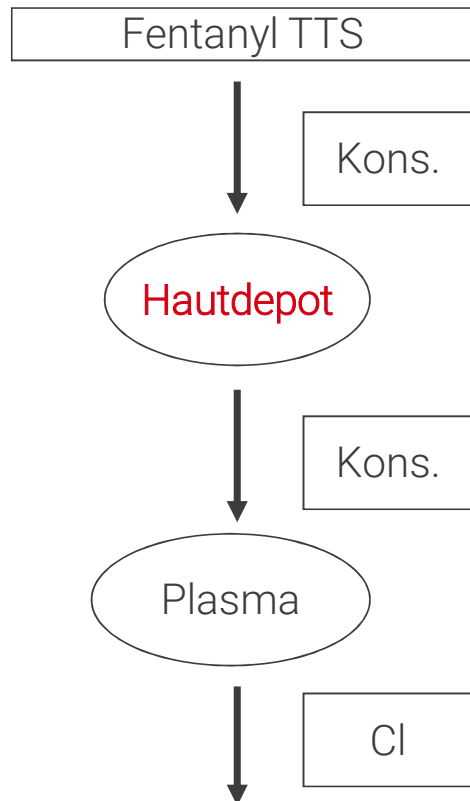 Fentanyl TTS
Kons.
Hautdepot
Kons.
Plasma
Cl